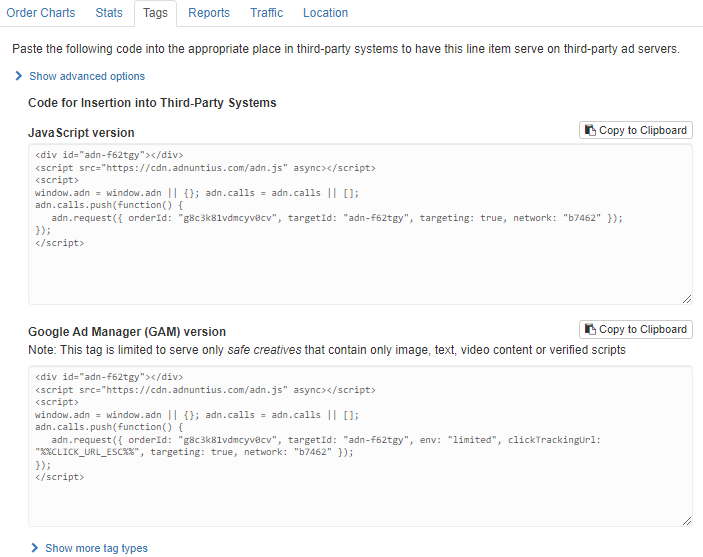 Order Charts Stats Tags Reports Traffic Location
Paste the following code into the appropriate place in third-party systems to have this line item serve on third-party ad servers.
Show advanced options
Code for Insertion into Third-Party Systems
JavaScript version
Copy to Clipboard
<div id="adn-f62tgy"></div>
<script src="https://cdn.adnuntius.com/adn.js" async></script>
<script>
window.adn = window.adn || {}; adn.calls = adn.calls || [];
adn.calls.push(function() {
   adn.request({ orderId: "g8c3k81vdmcyv0cv", targetId: "adn-f62tgy", targeting: true, network: "b7462" });
});
</script>
Google Ad Manager (GAM) version
Copy to Clipboard
Note: This tag is limited to serve only safe creatives that contain only image, text, video content or verified scripts
<div id="adn-f62tgy"></div>
<script src="https://cdn.adnuntius.com/adn.js" async></script>
<script>
window.adn = window.adn || {}; adn.calls = adn.calls || [];
adn.calls.push(function() {
   adn.request({ orderId: "g8c3k81vdmcyv0cv", targetId: "adn-f62tgy", env: "limited", clickTrackingUrl:
"%%CLICK_URL_ESC%%", targeting: true, network: "b7462" });
});
</script>
Show more tag types